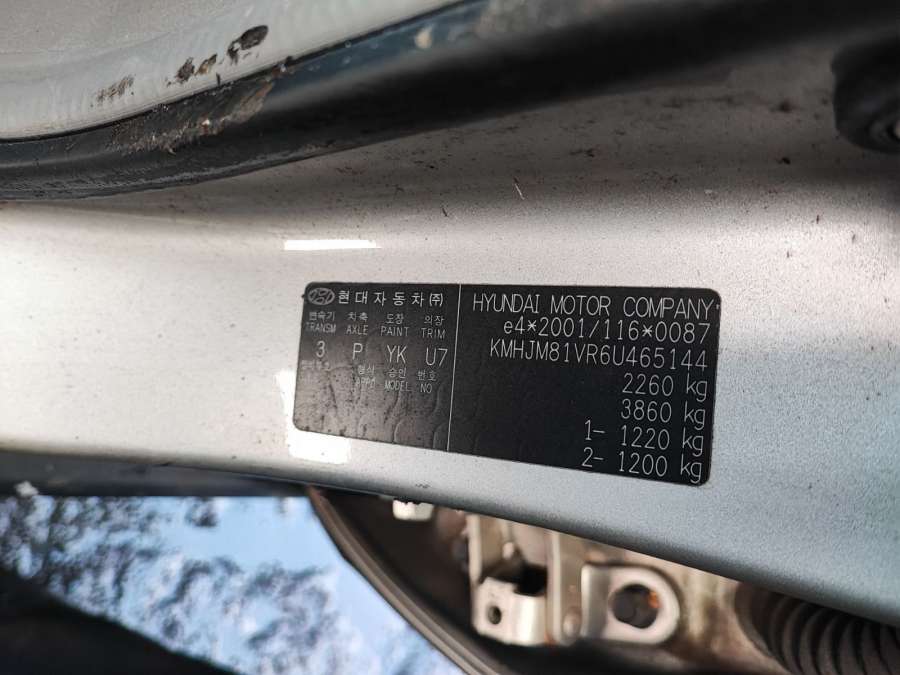 현대자동차㈜
변속기 차축 도장 의장
TRANSM AXLE PAINT TRIM
3 P YK U7
형식 승인 번호
APPD MODEL NO
HYUNDAI MOTOR COMPANY
e4*2001/116*0087
KMHJM81VR6U465144
2260 kg
3860 kg
1- 1220 kg
2- 1200 kg